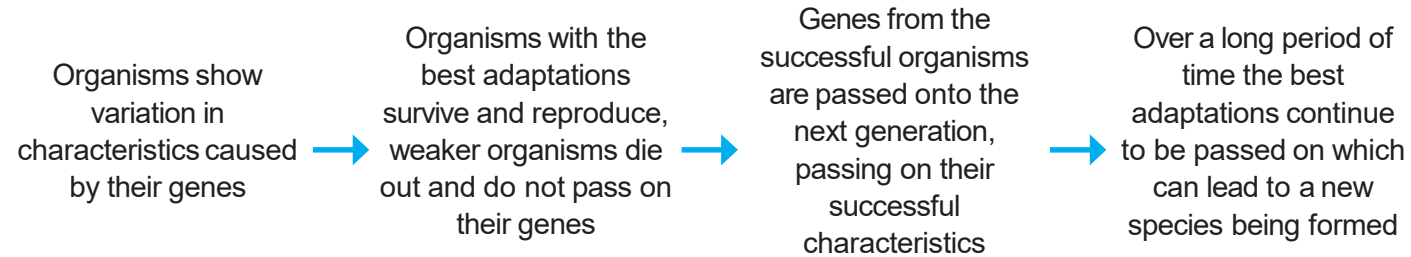 Organisms show
variation in
characteristics caused
by their genes
Organisms with the
best adaptations
survive and reproduce,
weaker organisms die
out and do not pass on
their genes
Genes from the
successful organisms
are passed onto the
next generation,
passing on their
successful
characteristics
Over a long period of
time the best
adaptations continue
to be passed on which
can lead to a new
species being formed